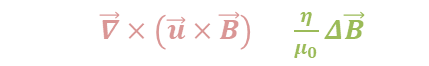 ∇⃗ × (u⃗ × B⃗) η/μ₀ ΔB⃗